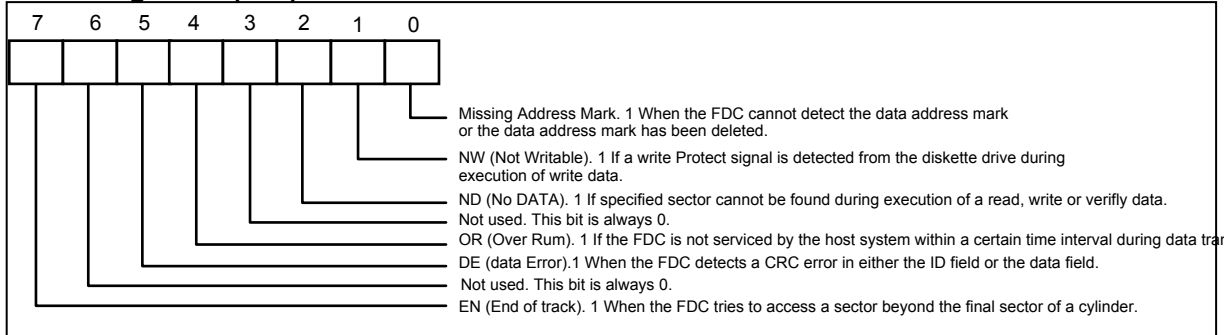 7 6 5 4 3 2 1 0
Missing Address Mark. 1 When the FDC cannot detect the data address mark
or the data address mark has been deleted.
NW (Not Writable). 1 If a write Protect signal is detected from the diskette drive during
execution of write data.
ND (No DATA). 1 If specified sector cannot be found during execution of a read, write or verifly data.
Not used. This bit is always 0.
OR (Over Rum). 1 If the FDC is not serviced by the host system within a certain time interval during data
DE (data Error).1 When the FDC detects a CRC error in either the ID field or the data field.
Not used. This bit is always 0.
EN (End of track). 1 When the FDC tries to access a sector beyond the final sector of a cylinder.